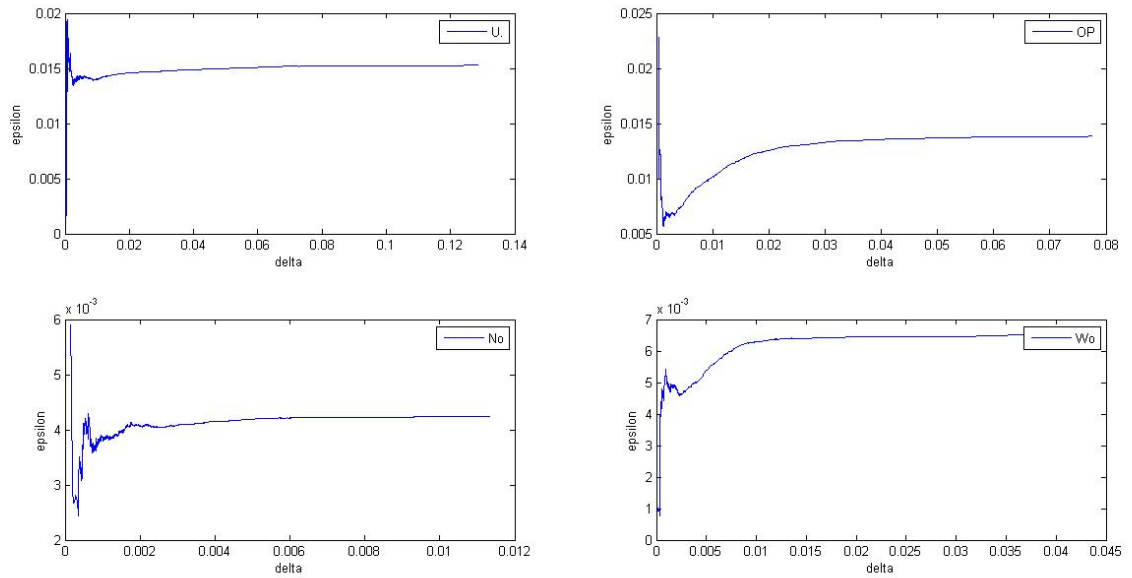 0.02
0.015
0.01
0.005
0
epsilon
U.
0 0.02 0.04 0.06 0.08 0.1 0.12 0.14
delta
0.025
0.02
0.015
0.01
0.005
epsilon
OP
0 0.01 0.02 0.03 0.04 0.05 0.06 0.07 0.08
delta
x 10⁻³
6
5
4
3
2
epsilon
No
0 0.002 0.004 0.006 0.008 0.01 0.012
delta
x 10⁻³
7
6
5
4
3
2
1
0
epsilon
Wo
0 0.005 0.01 0.015 0.02 0.025 0.03 0.035 0.04 0.045
delta